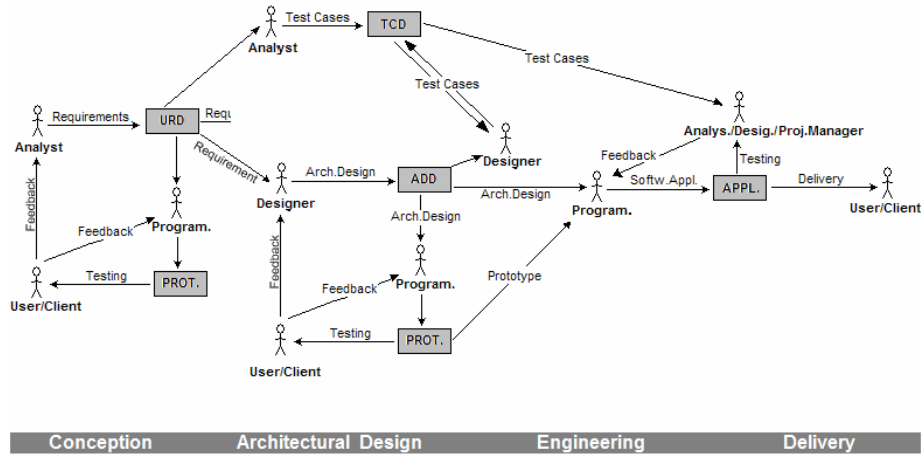 Test Cases
TCD
Analyst
Test Cases
Test Cases
Requirements
URD
Requ
Analyst
Analys./Desig./Proj.Manager
Requirement
Designer
Feedback
Testing
Arch.Design
ADD
Arch.Design
Softw.Appl.
APPL.
Delivery
Designer
Program.
User/Client
Feedback
Feedback
Program.
Arch.Design
Testing
PROT.
Feedback
Prototype
User/Client
Feedback
Program.
Testing
PROT.
User/Client
Conception
Architectural Design
Engineering
Delivery